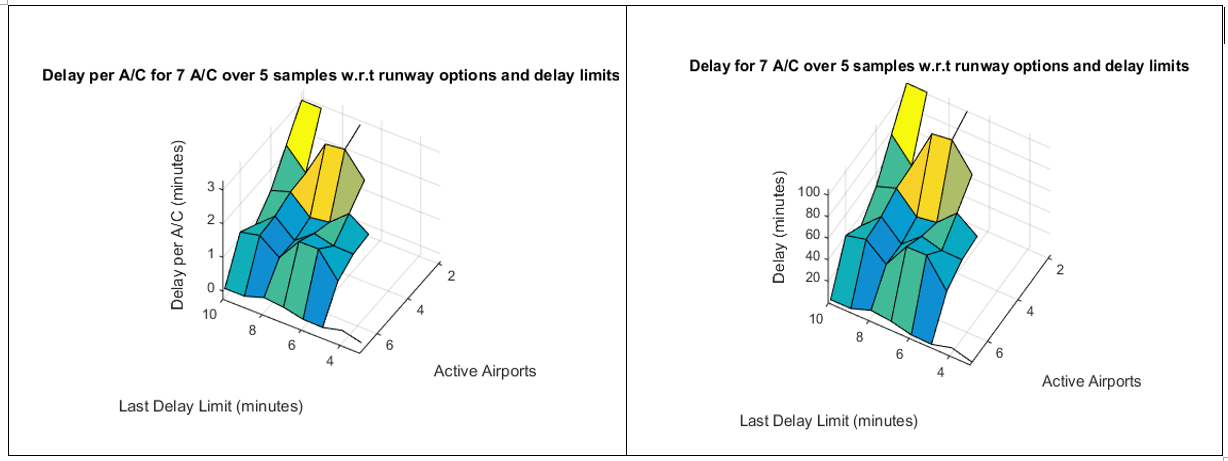 Delay per A/C for 7 A/C over 5 samples w.r.t runway options and delay limits
Delay per A/C (minutes)
3
2
1
0
10
8
6
4
2
4
6
Active Airports
Last Delay Limit (minutes)
Delay for 7 A/C over 5 samples w.r.t runway options and delay limits
Delay (minutes)
100
80
60
40
20
10
8
6
4
2
4
6
Active Airports
Last Delay Limit (minutes)